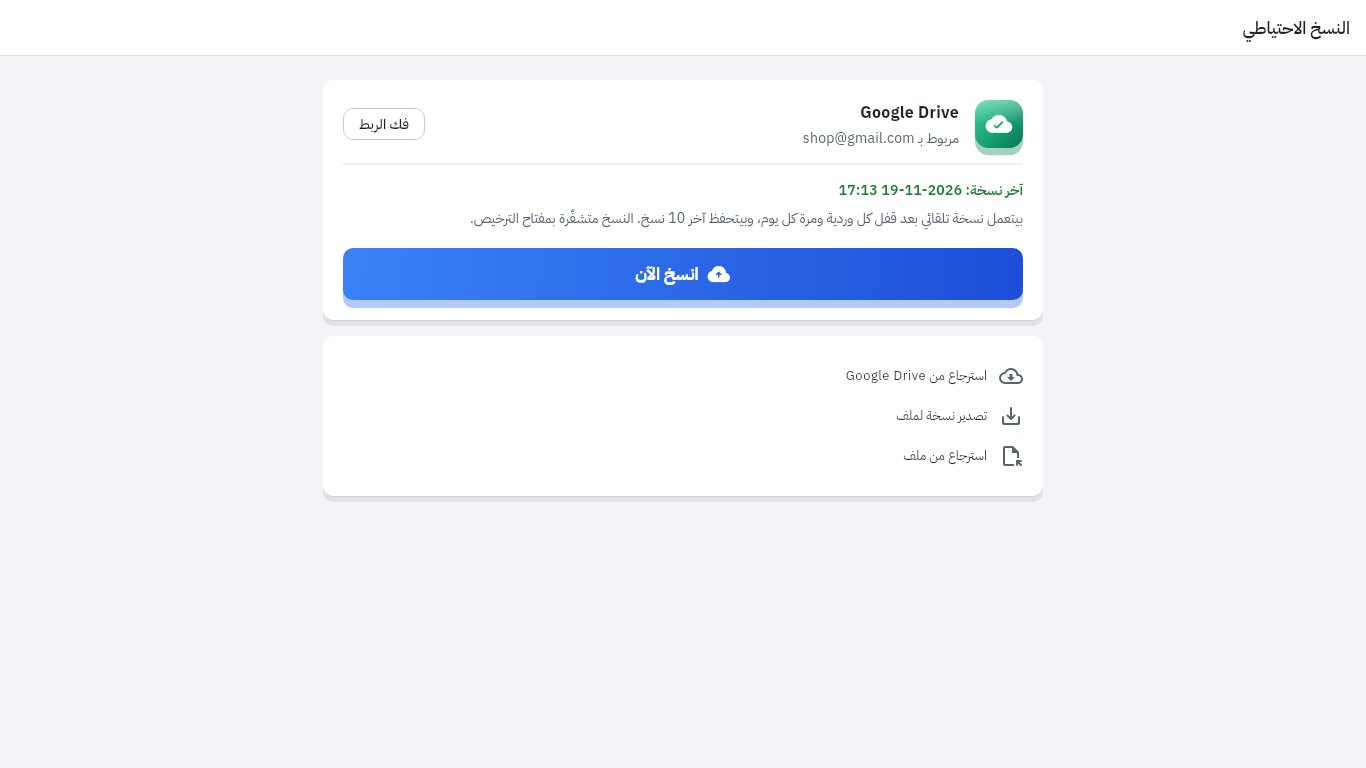 النسخ الاحتياطي
Google Drive
مربوط بـ shop@gmail.com
فك الربط
آخر نسخة: 2026-11-19 17:13
بيتعمل نسخة تلقائي بعد قفل كل وردية ومرة كل يوم، وبيتحفظ آخر 10 نسخ. النسخ متشفّرة بمفتاح الترخيص.
انسخ الآن
استرجاع من Google Drive
تصدير نسخة لملف
استرجاع من ملف